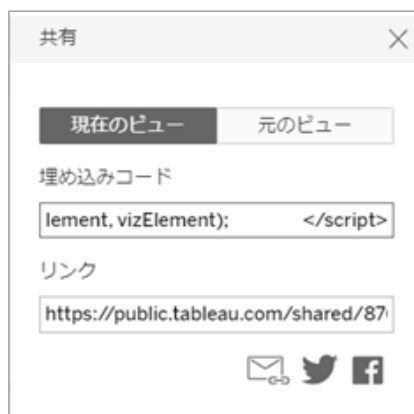 共有
現在のビュー 元のビュー
埋め込みコード
lement, vizElement); </script>
リンク
https://public.tableau.com/shared/87